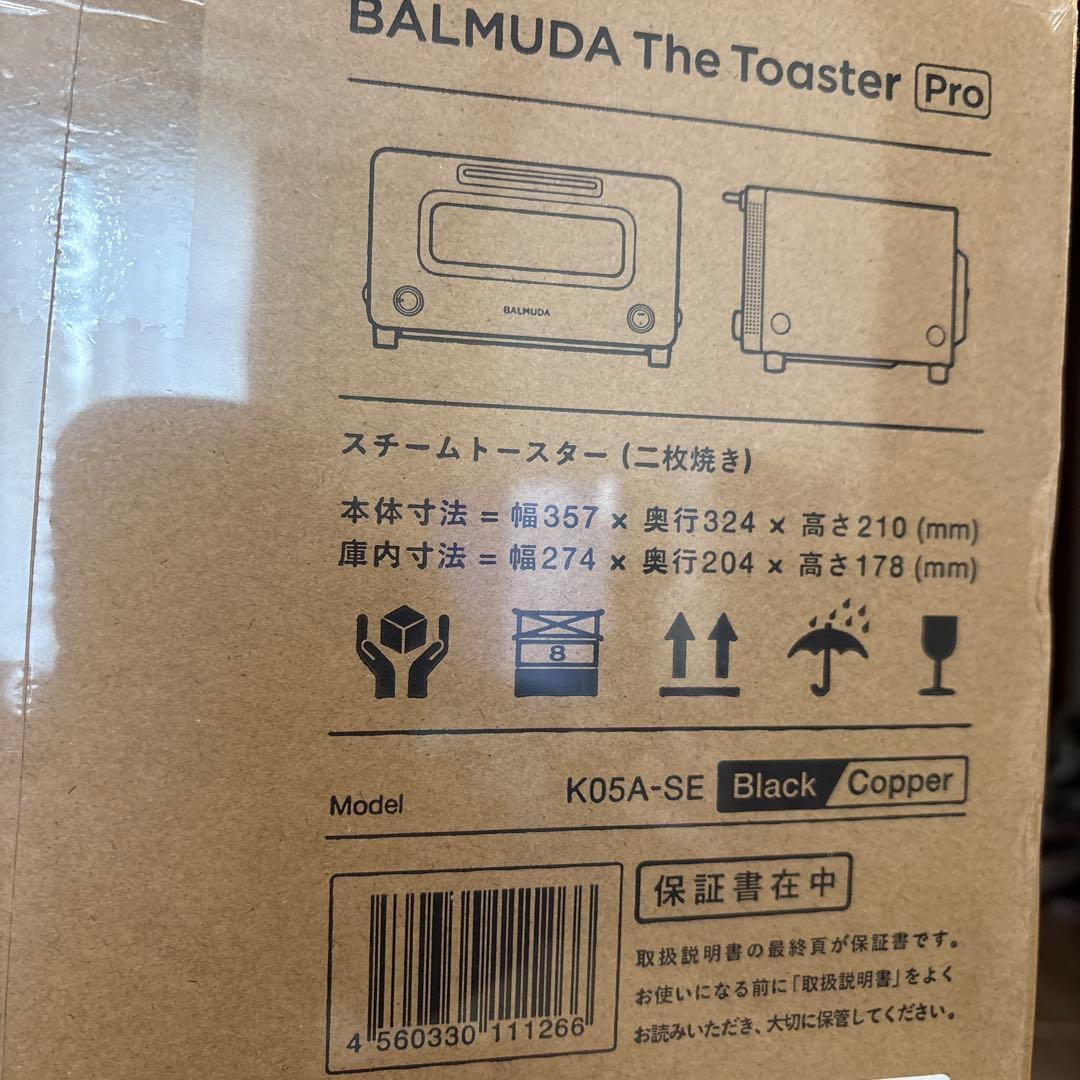 BALMUDA The Toaster Pro
BALMUDA
スチームトースター (二枚焼き)
本体寸法 = 幅357 × 奥行324 × 高さ210 (mm)
庫内寸法 = 幅274 × 奥行204 × 高さ178 (mm)
8
Model K05A-SE Black Copper
保証書在中
取扱説明書の最終頁が保証書です。
お使いになる前に「取扱説明書」をよく
お読みいただき、大切に保管してください。
4 560330 111266